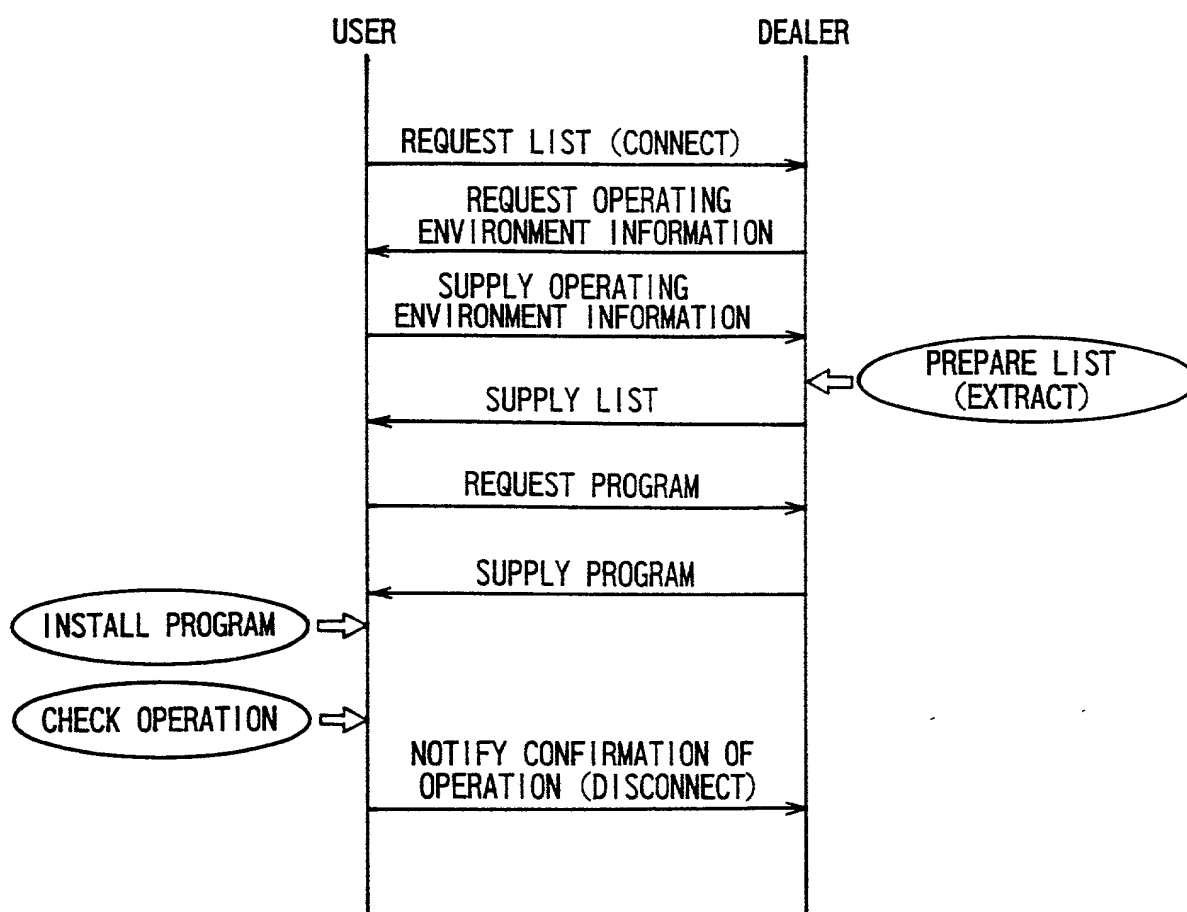 USER
DEALER
REQUEST LIST (CONNECT)
REQUEST OPERATING
ENVIRONMENT INFORMATION
SUPPLY OPERATING
ENVIRONMENT INFORMATION
PREPARE LIST
(EXTRACT)
SUPPLY LIST
REQUEST PROGRAM
SUPPLY PROGRAM
INSTALL PROGRAM
CHECK OPERATION
NOTIFY CONFIRMATION OF
OPERATION (DISCONNECT)